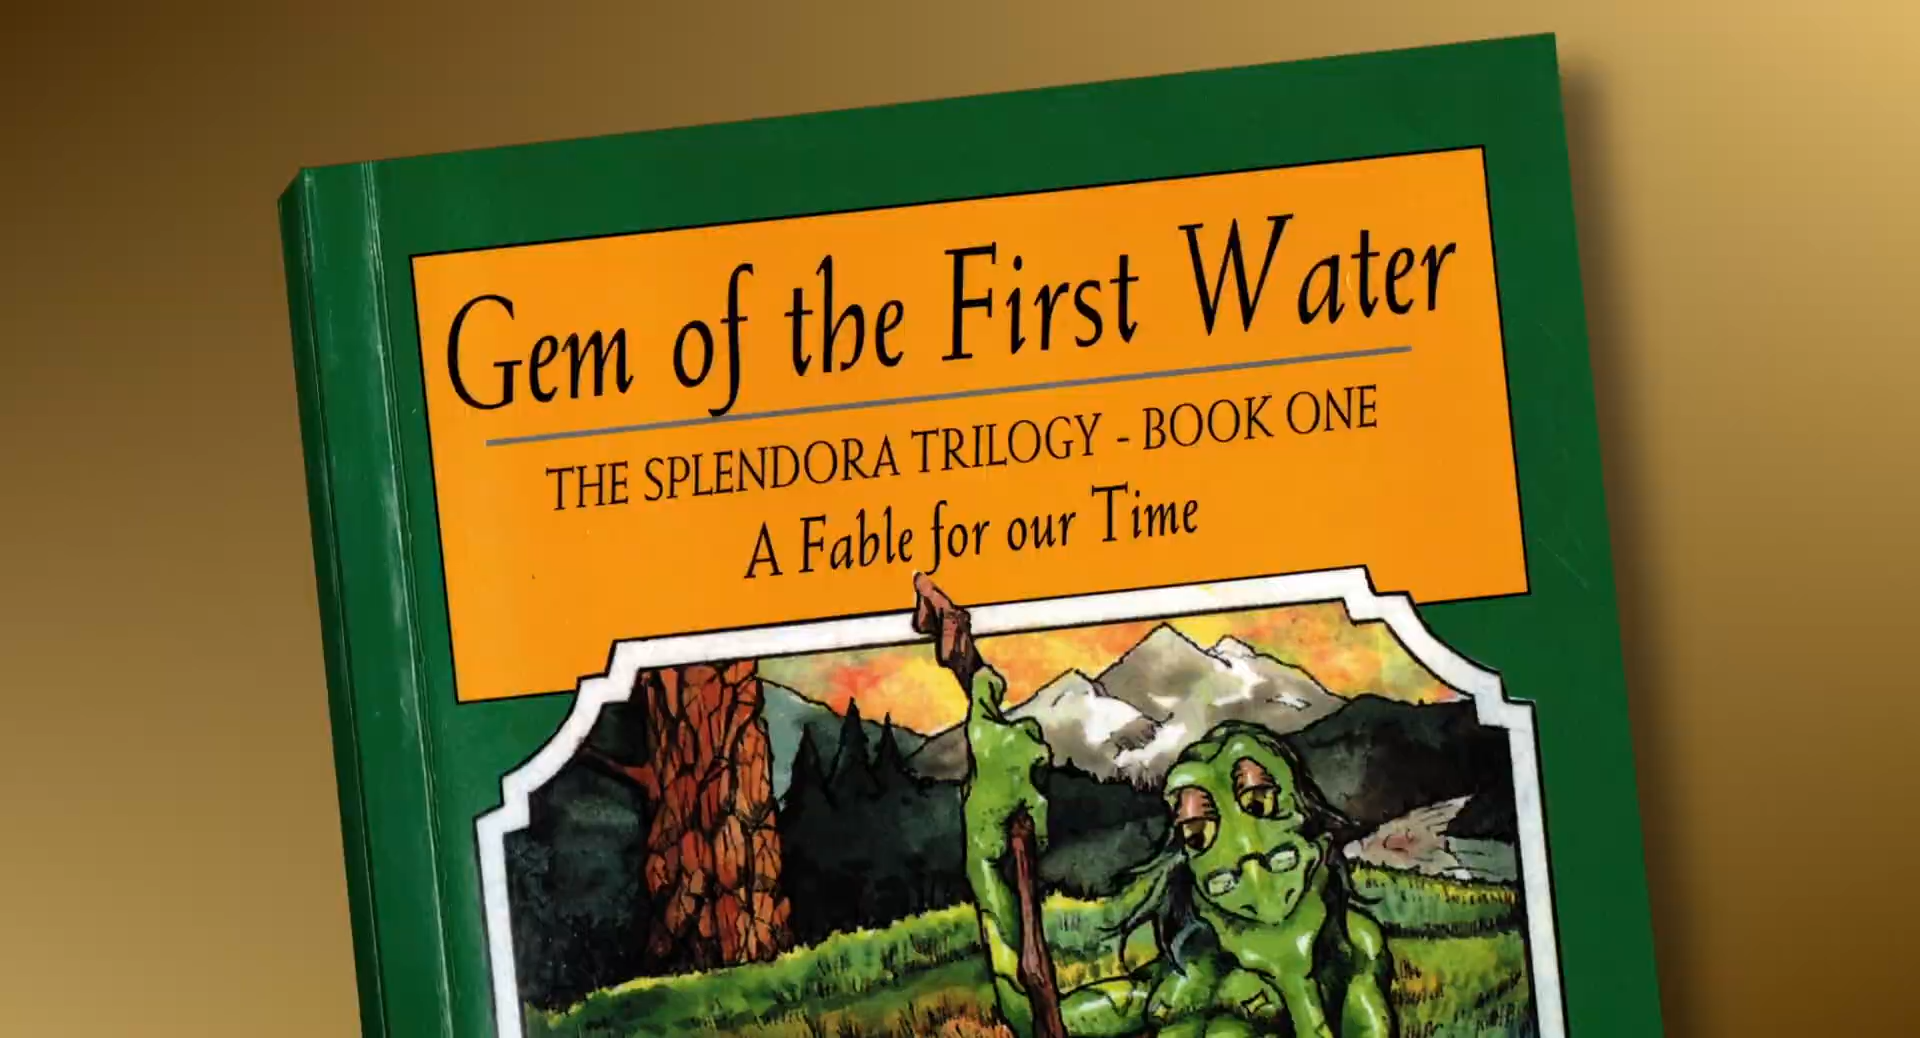 Gem of the First Water
THE SPLENDORA TRILOGY - BOOK ONE
A Fable for our Time